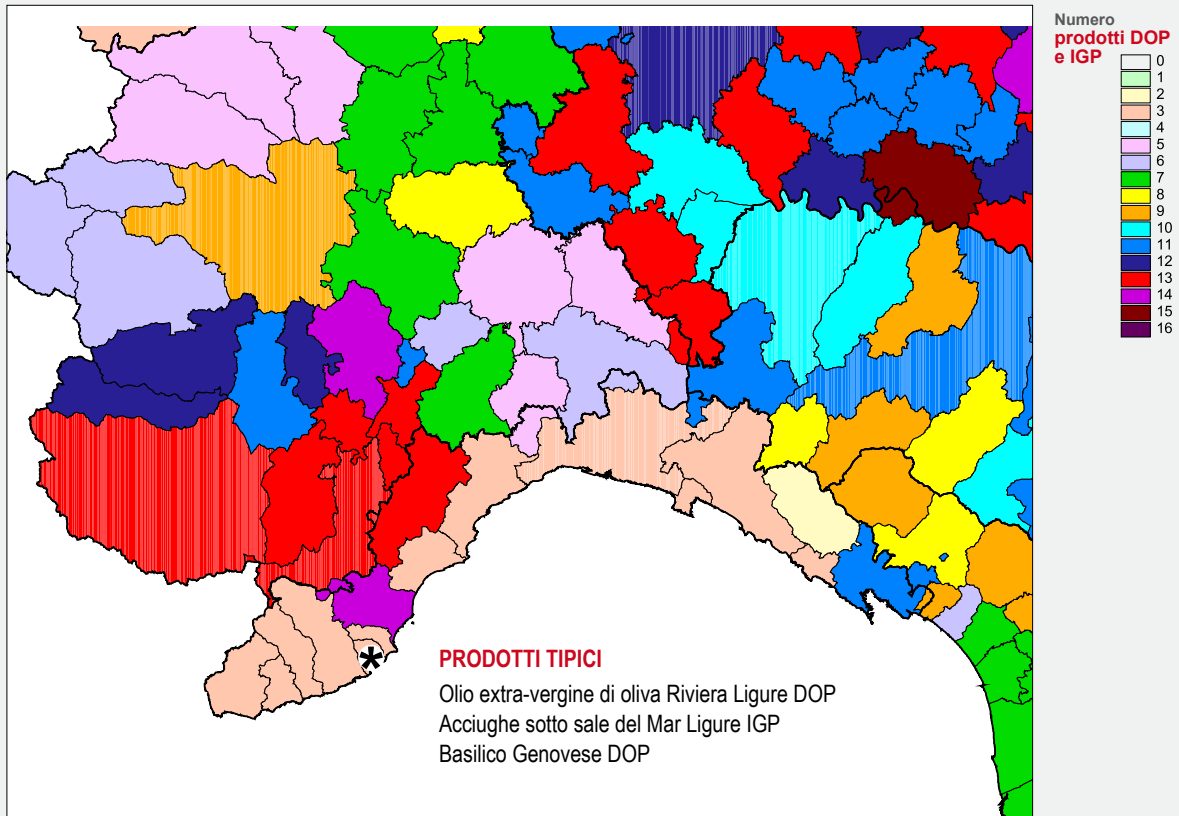 Numero
prodotti DOP
e IGP
0
1
2
3
4
5
6
7
8
9
10
11
12
13
14
15
16
*
PRODOTTI TIPICI
Olio extra-vergine di oliva Riviera Ligure DOP
Acciughe sotto sale del Mar Ligure IGP
Basilico Genovese DOP